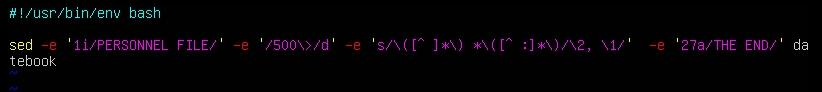 #!/usr/bin/env bash
sed -e '1i/PERSONNEL FILE/' -e '/500\>/d' -e 's/\([^ ]*\) *\([^ :]*\)/\2, \1/'  -e '27a/THE END/' da
tebook
~
~